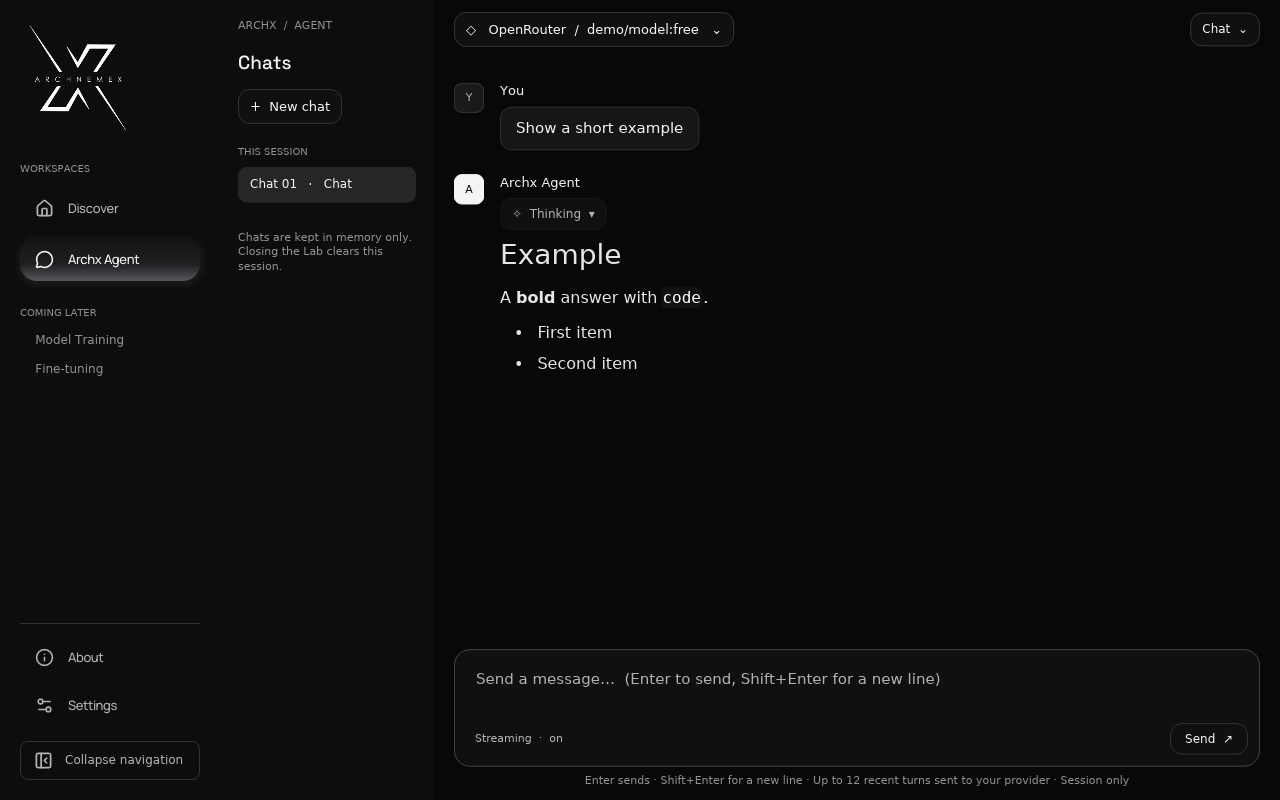 ARCHNEMEX
WORKSPACES
Discover
Archx Agent
COMING LATER
Model Training
Fine-tuning
About
Settings
Collapse navigation
ARCHX / AGENT
Chats
+ New chat
THIS SESSION
Chat 01 · Chat
Chats are kept in memory only.
Closing the Lab clears this
session.
OpenRouter / demo/model:free
Chat
Y
You
Show a short example
A
Archx Agent
Thinking
Example
A bold answer with code.
• First item
• Second item
Send a message... (Enter to send, Shift+Enter for a new line)
Streaming · on
Send ↗
Enter sends · Shift+Enter for a new line · Up to 12 recent turns sent to your provider · Session only